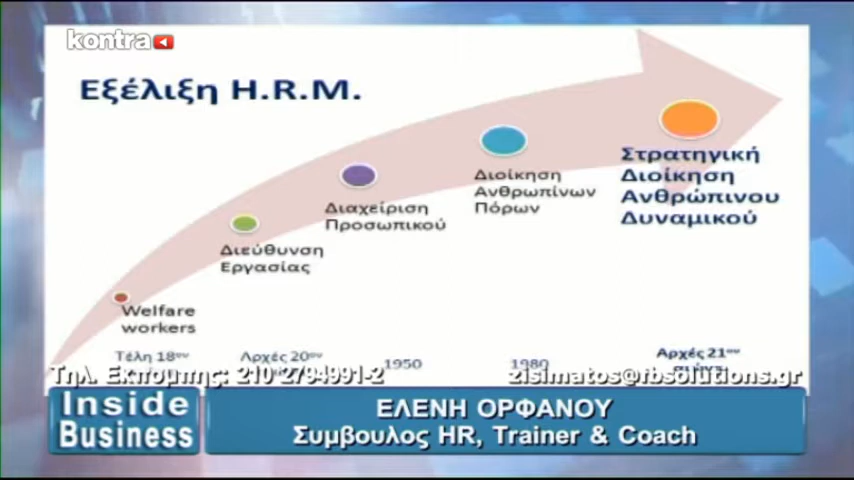 kontra
Εξέλιξη H.R.M.
Στρατηγική
Διοίκηση
Ανθρώπινου
Δυναμικού
Διοίκηση
Ανθρωπίνων
Πόρων
Διαχείριση
Προσωπικού
Διεύθυνση
Εργασίας
Welfare
workers
Τέλη 18ου
Αρχές 20ου
1950
1980
Αρχές 21ου
Τηλ. Εκπομπης: 210 2794991-2
zisimatos@fbsolutions.gr
Inside
Business
ΕΛΕΝΗ ΟΡΦΑΝΟΥ
Συμβουλος HR, Trainer & Coach